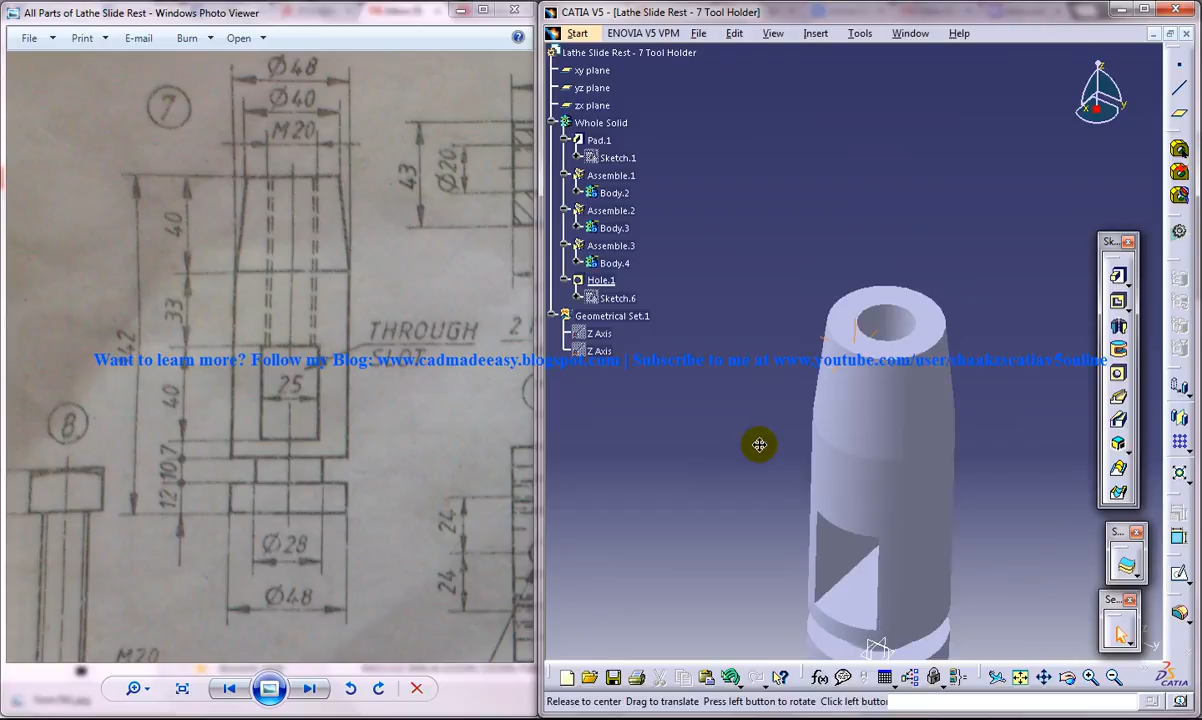 All Parts of Lathe Slide Rest - Windows Photo Viewer
File Print E-mail Burn Open
Ø48
Ø40
M20
7
43
Ø20
40
33
142
THROUGH
25
40
7
10
12
8
24
24
Ø28
Ø48
M20
Want to learn more? Follow my Blog: www.cadmadeeasy.blogspot.com | Subscribe to me at www.youtube.com/user/
CATIA V5 - [Lathe Slide Rest - 7 Tool Holder]
Start ENOVIA V5 VPM File Edit View Insert Tools Window Help
Lathe Slide Rest - 7 Tool Holder
xy plane
yz plane
zx plane
Whole Solid
Pad.1
Sketch.1
Assemble.1
Body.2
Assemble.2
Body.3
Assemble.3
Body.4
Hole.1
Sketch.6
Geometrical Set.1
Z Axis
Z Axis
z
y
x
Sk...
S...
Se...
CATIA
Release to center Drag to translate Press left button to rotate Click left button